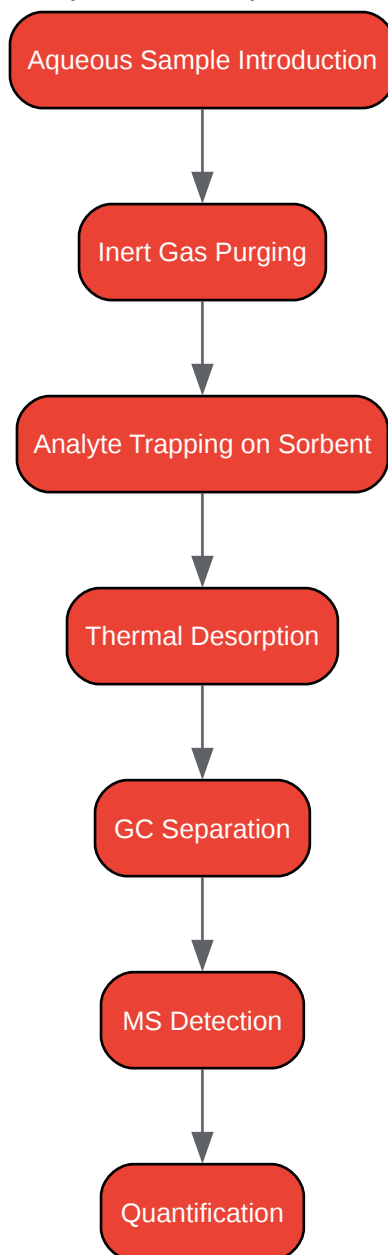 Aqueous Sample Introduction
Inert Gas Purging
Analyte Trapping on Sorbent
Thermal Desorption
GC Separation
MS Detection
Quantification